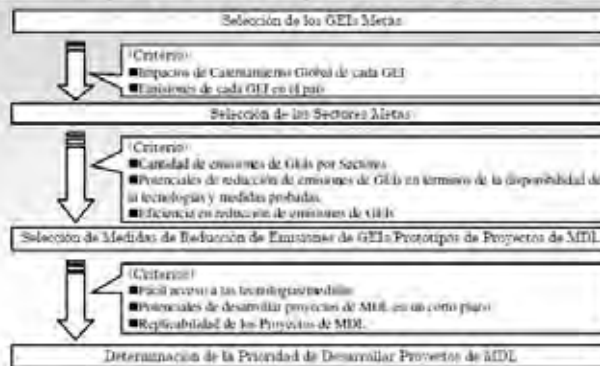 Selección de los GEIs Metas
(Criterio)
■Impactos de Calentamiento Global de cada GEI
■Emisiones de cada GEI en el país
Selección de los Sectores Metas
(Criterio)
■Cantidad de emisiones de GEIs por Sectores
■Potenciales de reducción de emisiones de GEIs en términos de la disponibilidad de
la tecnologías y medidas probadas.
■Eficiencia en reducción de emisiones de GEIs
Selección de Medidas de Reducción de Emisiones de GEIs/Prototipos de Proyectos de MDL
(Criterio)
■Fácil acceso a las tecnologías/medidas
■Potenciales de desarrollar proyectos de MDL en un corto plazo
■Replicabilidad de los Proyectos de MDL
Determinación de la Prioridad de Desarrollar Proyectos de MDL